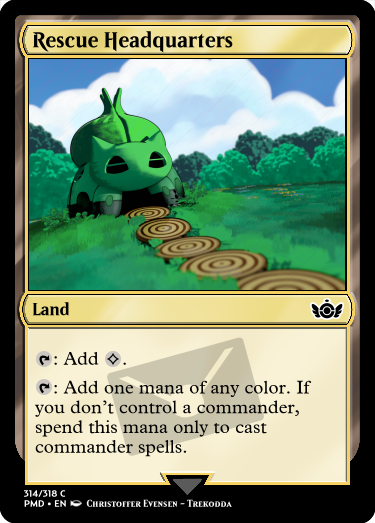 Rescue Headquarters
Land
: Add .
: Add one mana of any color. If
you don't control a commander,
spend this mana only to cast
commander spells.
314/318 C
PMD • EN Christoffer Evensen – Trekodda